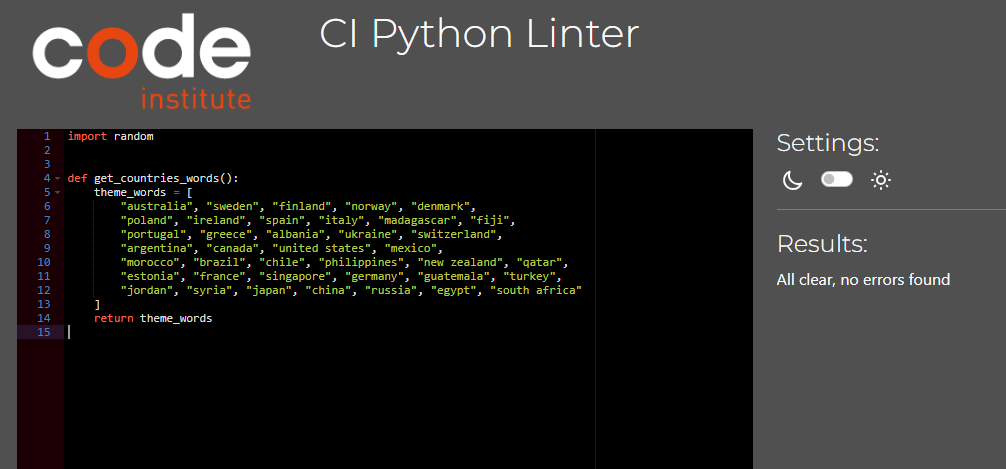 code
institute
CI Python Linter
1 import random
2
3
4 def get_countries_words():
5 theme_words = [
6 "australia", "sweden", "finland", "norway", "denmark",
7 "poland", "ireland", "spain", "italy", "madagascar", "fiji",
8 "portugal", "greece", "albania", "ukraine", "switzerland",
9 "argentina", "canada", "united states", "mexico",
10 "morocco", "brazil", "chile", "philippines", "new zealand", "qatar",
11 "estonia", "france", "singapore", "germany", "guatemala", "turkey",
12 "jordan", "syria", "japan", "china", "russia", "egypt", "south africa"
13 ]
14 return theme_words
15
Settings:
Results:
All clear, no errors found